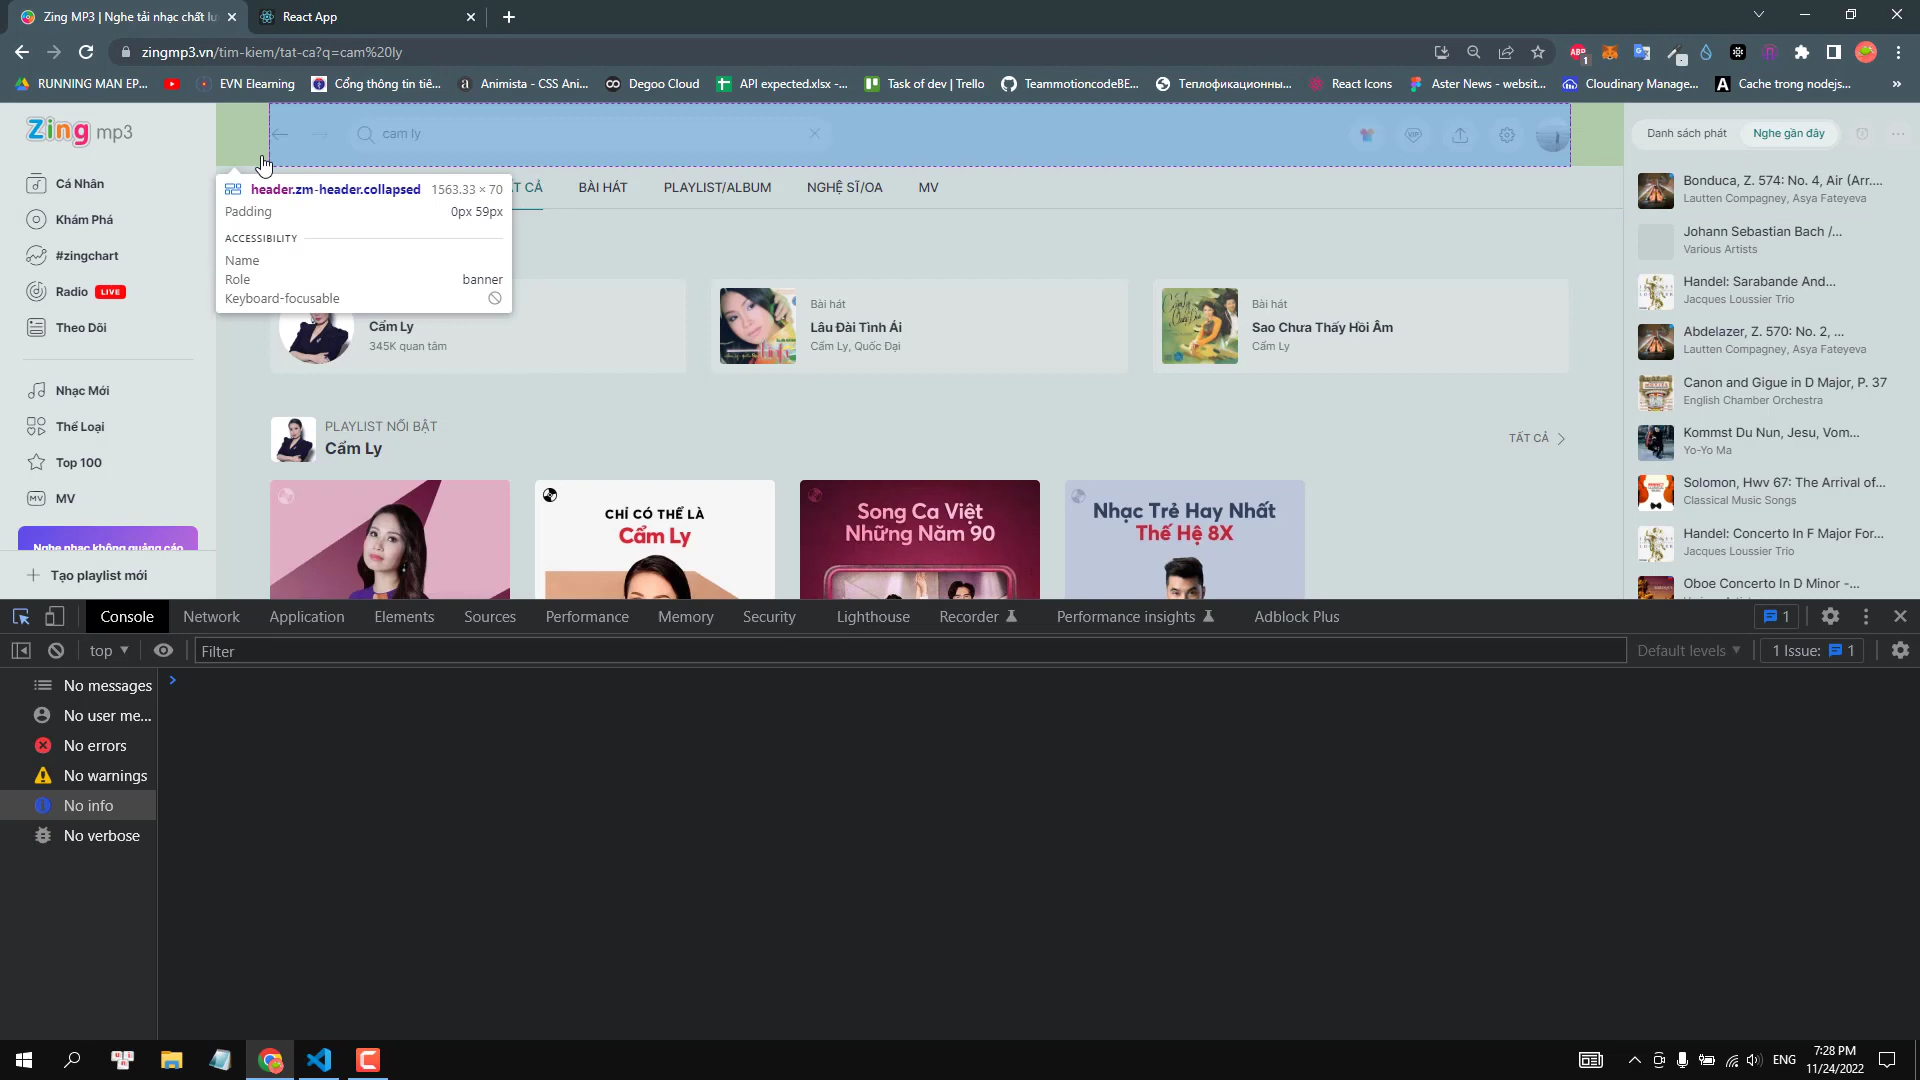 Zing MP3 | Nghe tải nhạc chất lư
React App
zingmp3.vn/tim-kiem/tat-ca?q=cam%20ly
RUNNING MAN EP...
EVN Elearning
Cổng thông tin tiê...
Animista - CSS Ani...
Degoo Cloud
API expected.xlsx -...
Task of dev | Trello
TeammotioncodeBE...
Теплофикационны...
React Icons
Aster News - websit...
Cloudinary Manage...
Cache trong nodejs...
»
Zing mp3
cam ly
VIP
Danh sách phát
Nghe gần đây
Cá Nhân
Khám Phá
#zingchart
Radio LIVE
Theo Dõi
Nhạc Mới
Thể Loại
Top 100
MV MV
Nghe nhạc không quảng cáo
Tạo playlist mới
header.zm-header.collapsed 1563.33 × 70
Padding 0px 59px
ACCESSIBILITY
Name
Role banner
Keyboard-focusable
T CẢ
BÀI HÁT
PLAYLIST/ALBUM
NGHỆ SĨ/OA
MV
Cẩm Ly
345K quan tâm
Bài hát
Lâu Đài Tình Ái
Cẩm Ly, Quốc Đại
Bài hát
Sao Chưa Thấy Hồi Âm
Cẩm Ly
PLAYLIST NỔI BẬT
Cẩm Ly
TẤT CẢ
CHỈ CÓ THỂ LÀ
Cẩm Ly
Song Ca Việt
Những Năm 90
Nhạc Trẻ Hay Nhất
Thế Hệ 8X
Bonduca, Z. 574: No. 4, Air (Arr....
Lautten Compagney, Asya Fateyeva
Johann Sebastian Bach /...
Various Artists
Handel: Sarabande And...
Jacques Loussier Trio
Abdelazer, Z. 570: No. 2, ...
Lautten Compagney, Asya Fateyeva
Canon and Gigue in D Major, P. 37
English Chamber Orchestra
Kommst Du Nun, Jesu, Vom...
Yo-Yo Ma
Solomon, Hwv 67: The Arrival of...
Classical Music Songs
Handel: Concerto In F Major For...
Jacques Loussier Trio
Oboe Concerto In D Minor -...
Console
Network
Application
Elements
Sources
Performance
Memory
Security
Lighthouse
Recorder
Performance insights
Adblock Plus
1
top
Filter
Default levels
1 Issue: 1
No messages
No user me...
No errors
No warnings
No info
No verbose
ENG
7:28 PM
11/24/2022